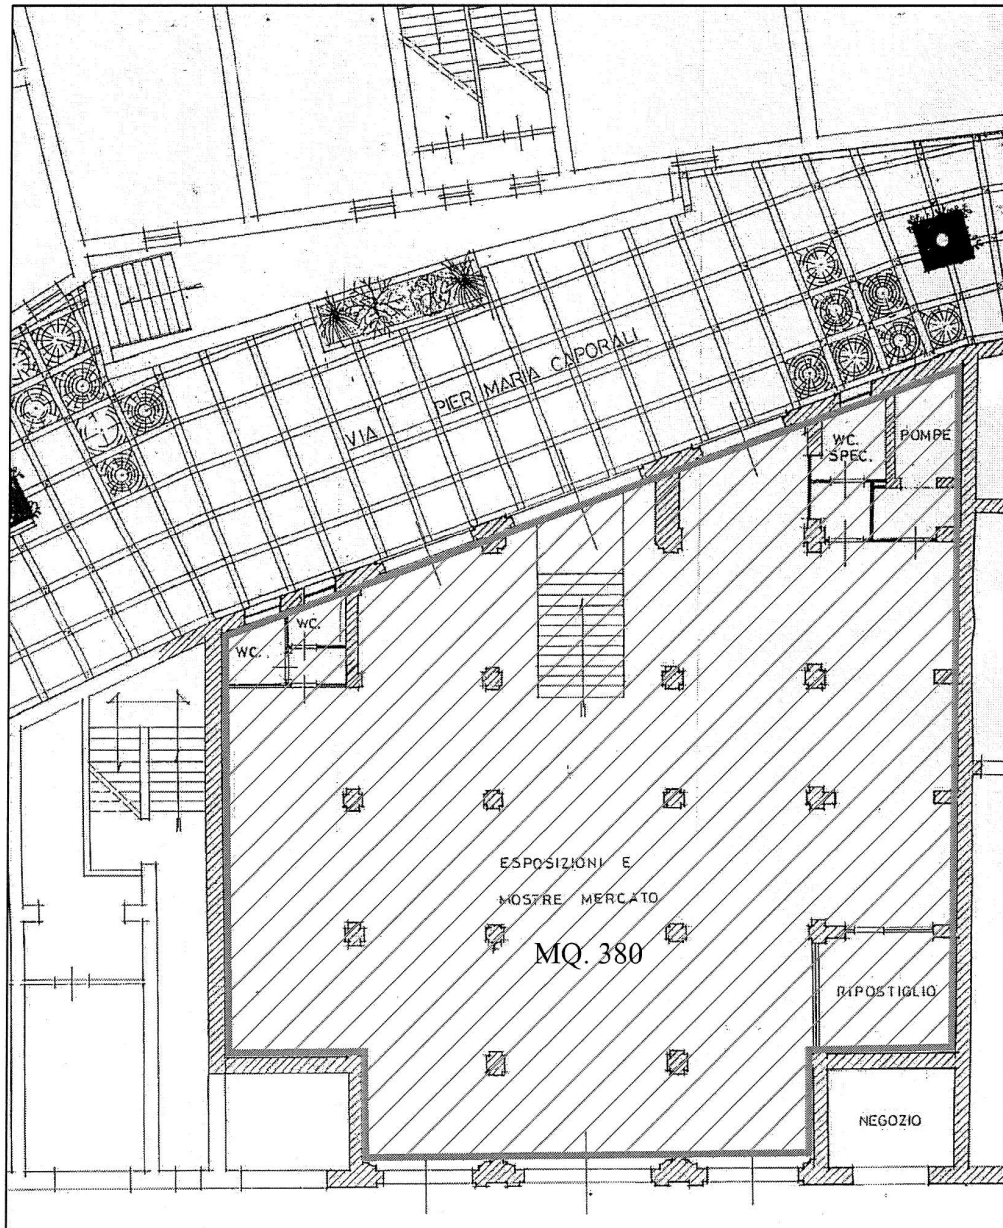 VIA PIER MARIA CAPORALI
WC. SPEC.
POMPE
WC.
WC.
ESPOSIZIONI E
MOSTRE MERCATO
MQ. 380
RIPOSTIGLIO
NEGOZIO